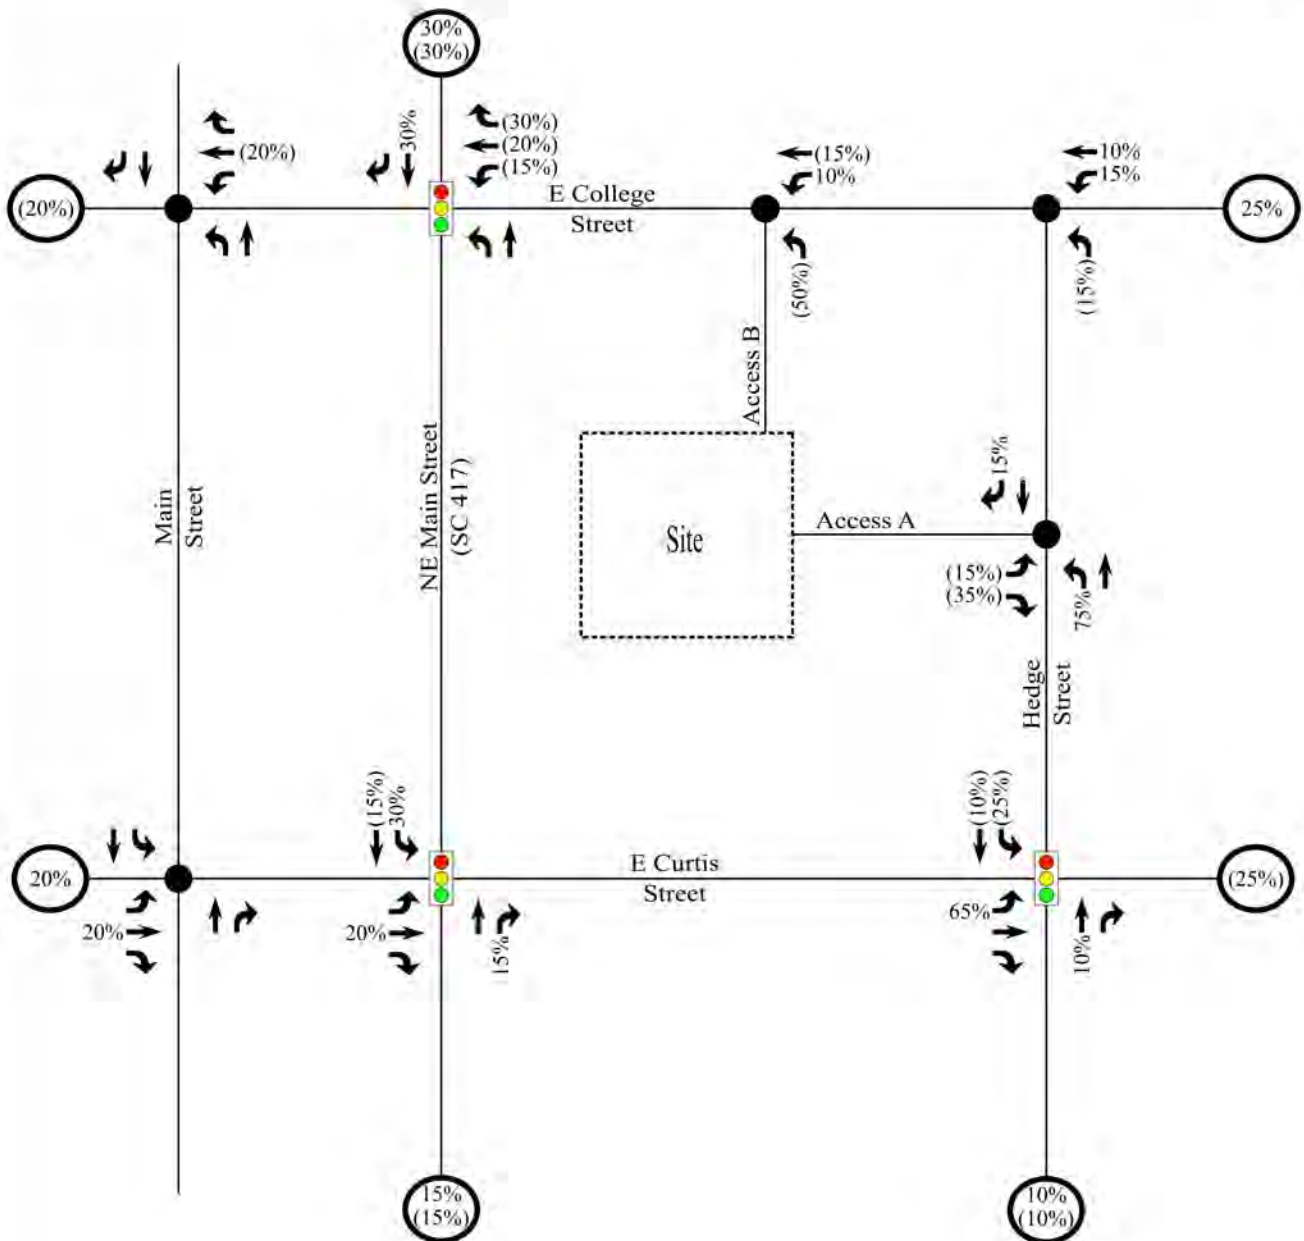 30%
(30%)
(20%)
30%
(30%)
(20%)
(15%)
(15%)
10%
10%
15%
(20%)
E College
Street
25%
(50%)
(15%)
Access B
Main
Street
NE Main Street
(SC 417)
Site
15%
Access A
(15%)
(35%)
75%
Hedge
Street
(15%)
30%
(10%)
(25%)
20%
E Curtis
Street
(25%)
20%
20%
15%
65%
10%
15%
(15%)
10%
(10%)